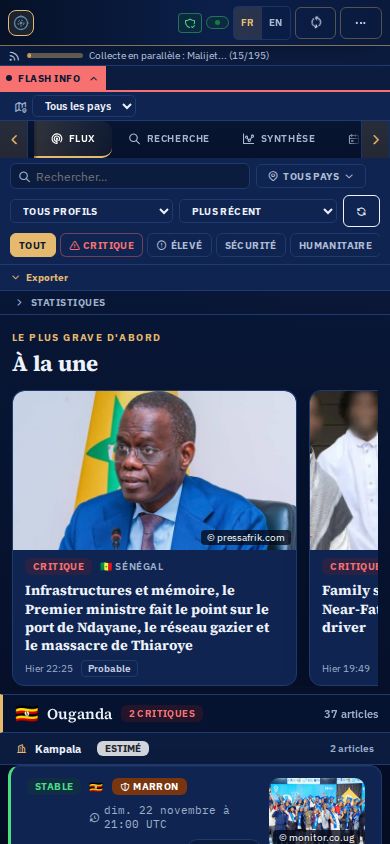 FR EN
Collecte en parallèle : Malijet... (15/195)
FLASH INFO
Tous les pays
FLUX RECHERCHE SYNTHÈSE
Rechercher... TOUS PAYS
TOUS PROFILS PLUS RÉCENT
TOUT CRITIQUE ÉLEVÉ SÉCURITÉ HUMANITAIRE
Exporter
STATISTIQUES
LE PLUS GRAVE D'ABORD
À la une
© pressafrik.com
CRITIQUE SÉNÉGAL
Infrastructures et mémoire, le
Premier ministre fait le point sur le
port de Ndayane, le réseau gazier et
le massacre de Thiaroye
Hier 22:25 Probable
CRITIQUE
Family s
Near-Fat
driver
Hier 19:49
Ouganda 2 CRITIQUES 37 articles
Kampala ESTIMÉ 2 articles
STABLE MARRON
dim. 22 novembre à
21:00 UTC
© monitor.co.ug